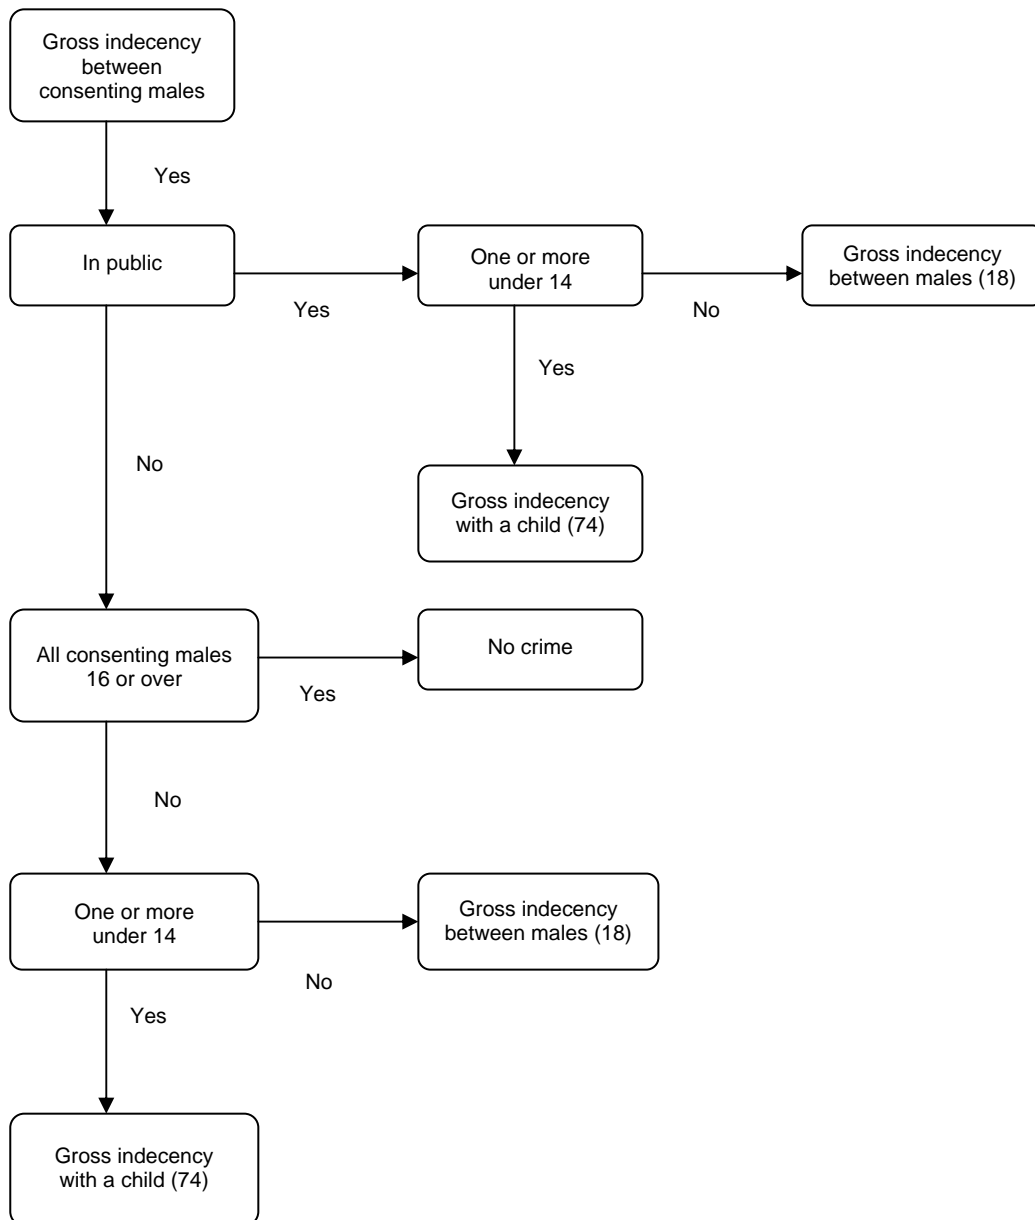 Gross indecency
between
consenting males
Yes
In public
Yes
One or more
under 14
No
Gross indecency
between males (18)
Yes
Gross indecency
with a child (74)
No
All consenting males
16 or over
Yes
No crime
No
One or more
under 14
No
Gross indecency
between males (18)
Yes
Gross indecency
with a child (74)